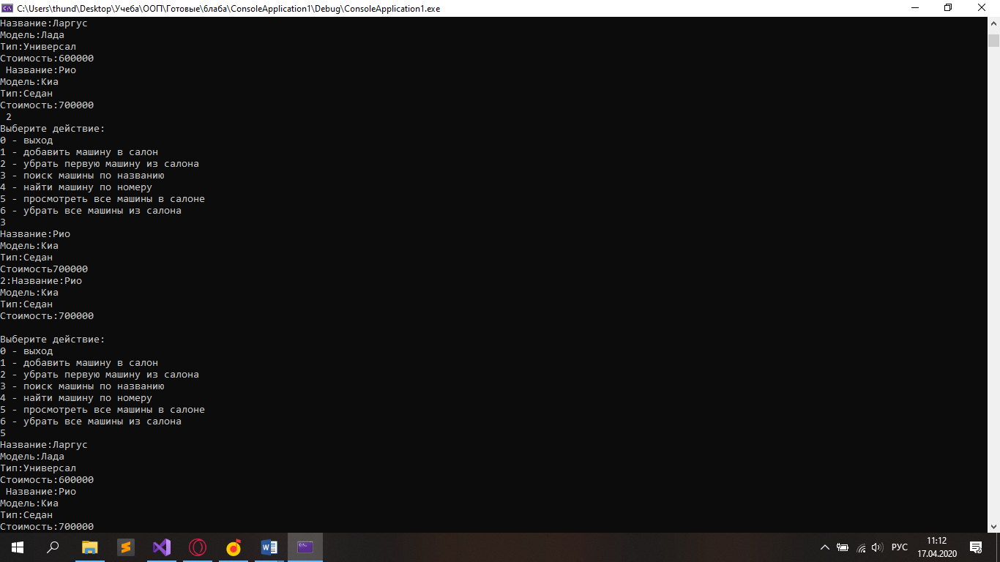 C:\Users\thund\Desktop\Учеба\ООП\Готовые\6лаба\ConsoleApplication1\Debug\ConsoleApplication1.exe
Название:Ларгус
Модель:Лада
Тип:Универсал
Стоимость:600000
Название:Рио
Модель:Киа
Тип:Седан
Стоимость:700000
2
Выберите действие:
0 - выход
1 - добавить машину в салон
2 - убрать первую машину из салона
3 - поиск машины по названию
4 - найти машину по номеру
5 - просмотреть все машины в салоне
6 - убрать все машины из салона
3
Название:Рио
Модель:Киа
Тип:Седан
Стоимость700000
2:Название:Рио
Модель:Киа
Тип:Седан
Стоимость:700000
Выберите действие:
0 - выход
1 - добавить машину в салон
2 - убрать первую машину из салона
3 - поиск машины по названию
4 - найти машину по номеру
5 - просмотреть все машины в салоне
6 - убрать все машины из салона
5
Название:Ларгус
Модель:Лада
Тип:Универсал
Стоимость:600000
Название:Рио
Модель:Киа
Тип:Седан
Стоимость:700000
РУС
11:12
17.04.2020